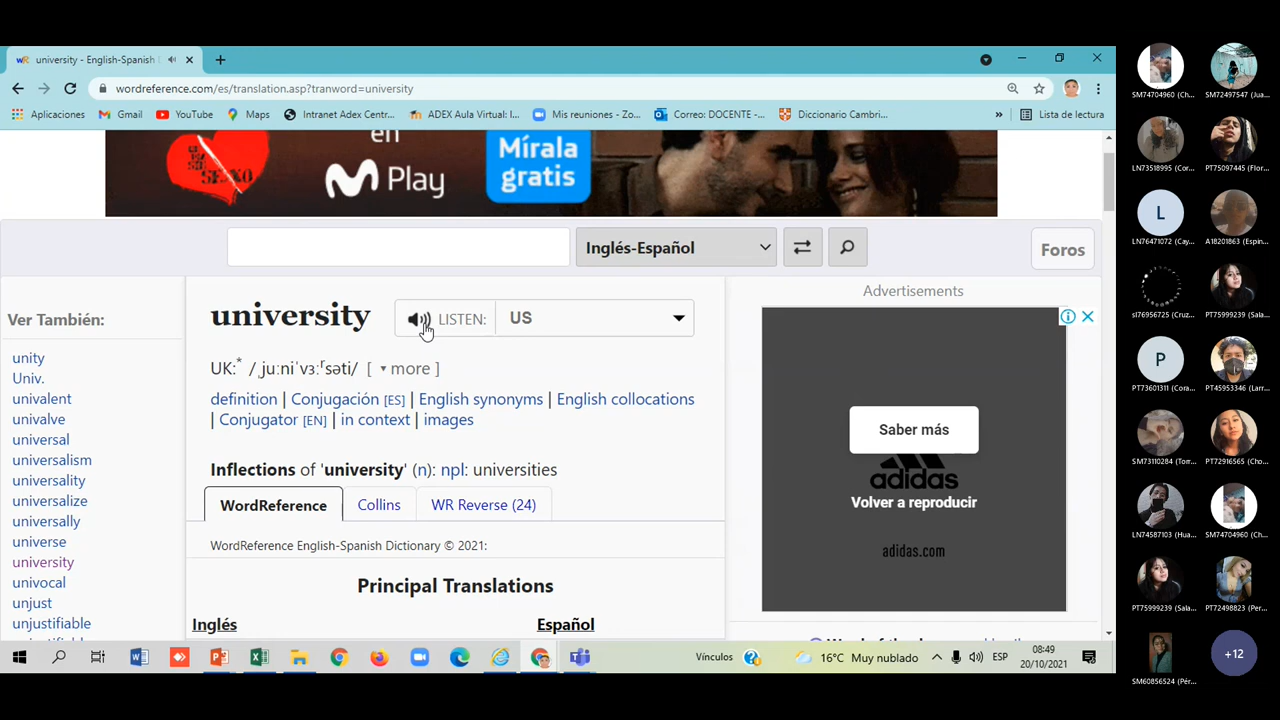 university - English-Spanish
wordreference.com/es/translation.asp?tranword=university
Aplicaciones
Gmail
YouTube
Maps
Intranet Adex Centr...
ADEX Aula Virtual: I...
Mis reuniones - Zo...
Correo: DOCENTE -...
Diccionario Cambri...
»
Lista de lectura
en
Play
Mírala
gratis
Inglés-Español
Foros
Ver También:
unity
Univ.
univalent
univalve
universal
universalism
universality
universalize
universally
universe
university
univocal
unjust
unjustifiable
university
LISTEN:
US
UK:* /ˌjuːniˈvɜːʳsəti/ [ ▾ more ]
definition | Conjugación [ES] | English synonyms | English collocations
| Conjugator [EN] | in context | images
Inflections of 'university' (n): npl: universities
WordReference
Collins
WR Reverse (24)
WordReference English-Spanish Dictionary © 2021:
Principal Translations
Inglés
Español
Advertisements
Saber más
adidas
Volver a reproducir
adidas.com
Vínculos
16°C Muy nublado
ESP
08:49
20/10/2021
SM74704960 (Ch...
SM72497547 (Jua...
LN73518995 (Cor...
PT75097445 (Flor...
L
LN76471072 (Cay...
A18201863 (Espin...
sI76956725 (Cruz...
PT75999239 (Sala...
P
PT73601311 (Cora...
PT45953346 (Larr...
SM73110284 (Torr...
PT72916565 (Cho...
LN74587103 (Hua...
SM74704960 (Ch...
PT75999239 (Sala...
PT72498823 (Per...
SM60856524 (Pér...
+12